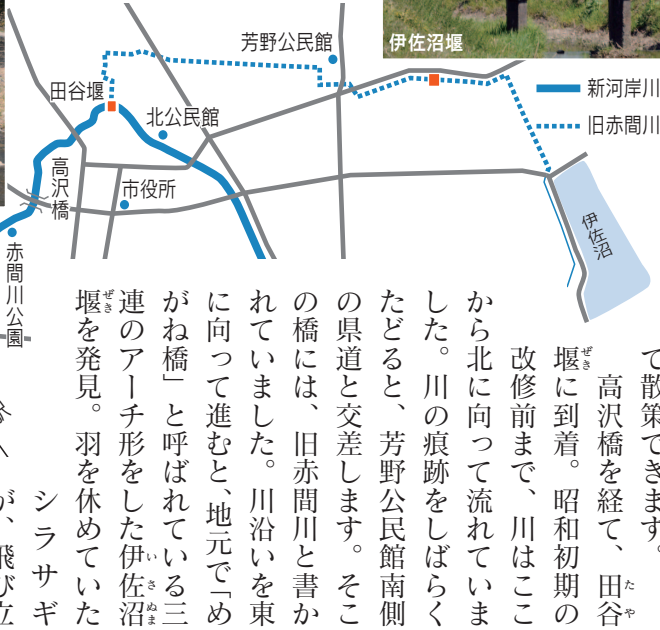 伊佐沼堰
芳野公民館
田谷堰
北公民館
高沢橋
市役所
赤間川公園
新河岸川
旧赤間川
伊佐沼
で散策できます。
高沢橋を経て、田谷
堰に到着。昭和初期の
改修前まで、川はここ
から北に向って流れていま
した。川の痕跡をしばらく
たどると、芳野公民館南側
の県道と交差します。そこ
の橋には、旧赤間川と書か
れていました。川沿いを東
に向って進むと、地元で「め
がね橋」と呼ばれている三
連のアーチ形をした伊佐沼
堰を発見。羽を休めていた
シラサギ
が、飛び立